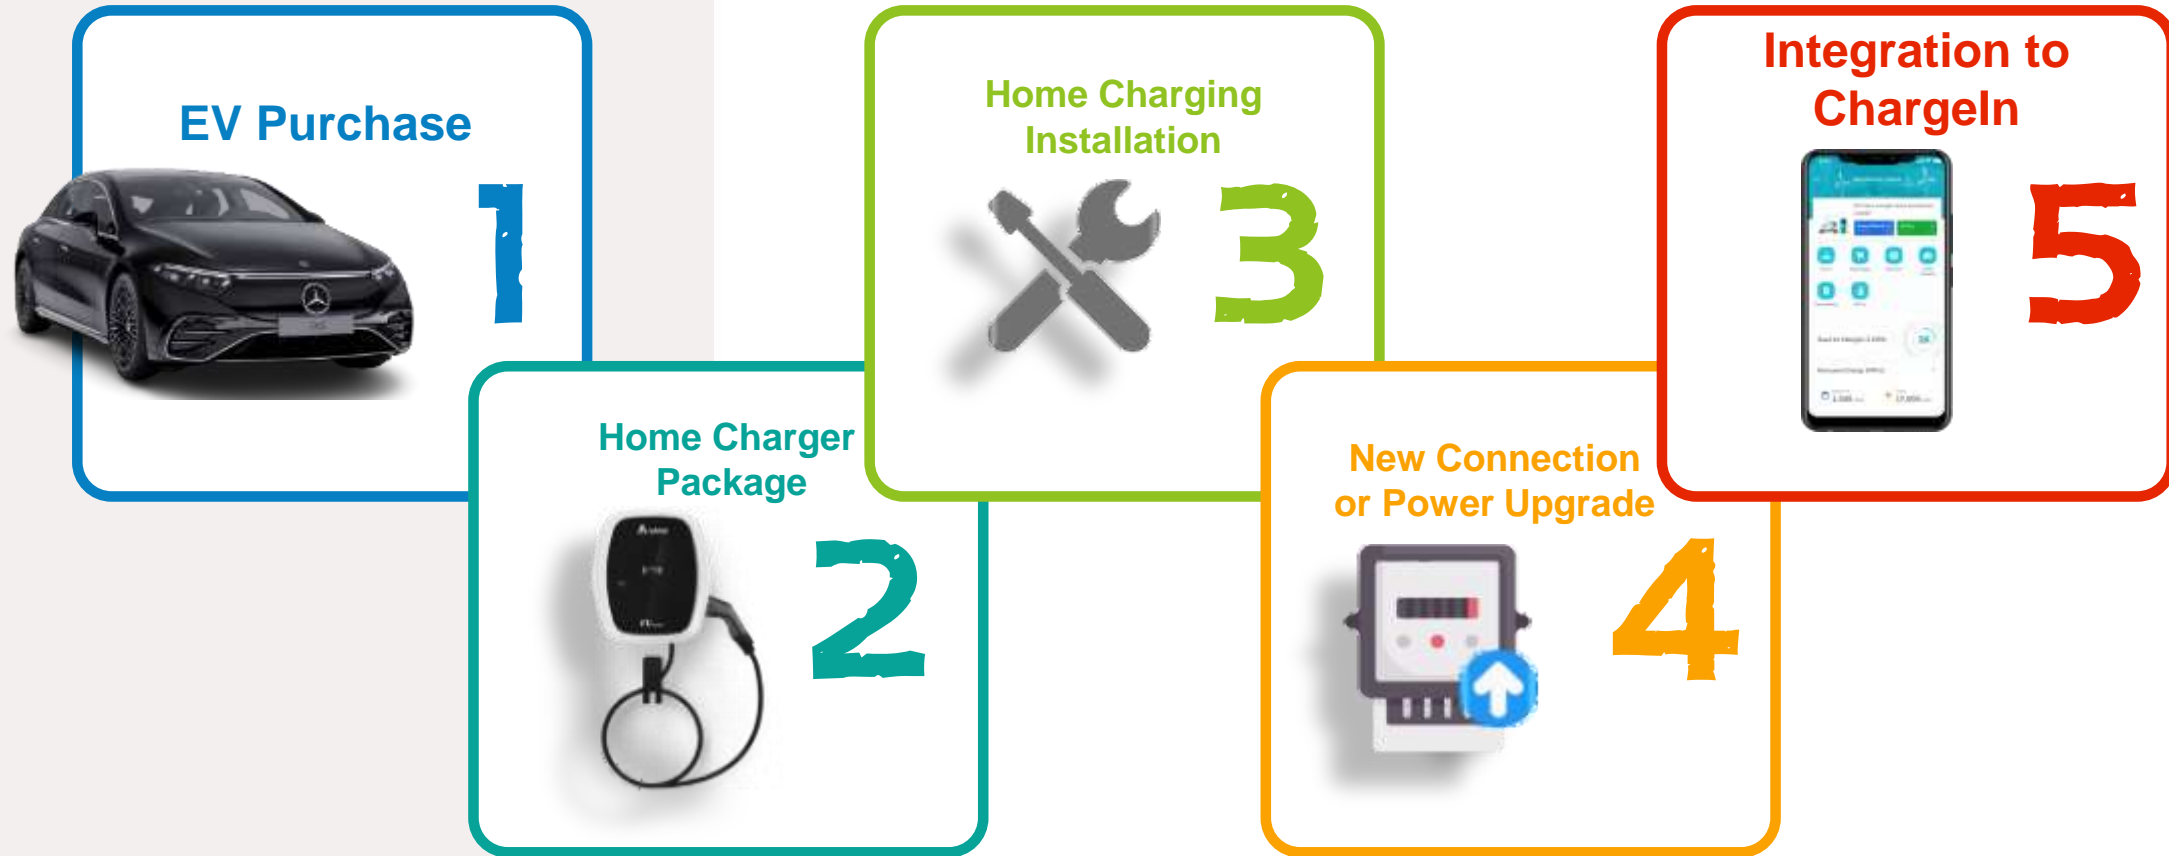 EV Purchase
1
Home Charger
Package
2
Home Charging
Installation
3
New Connection
or Power Upgrade
4
Integration to
ChargeIn
5